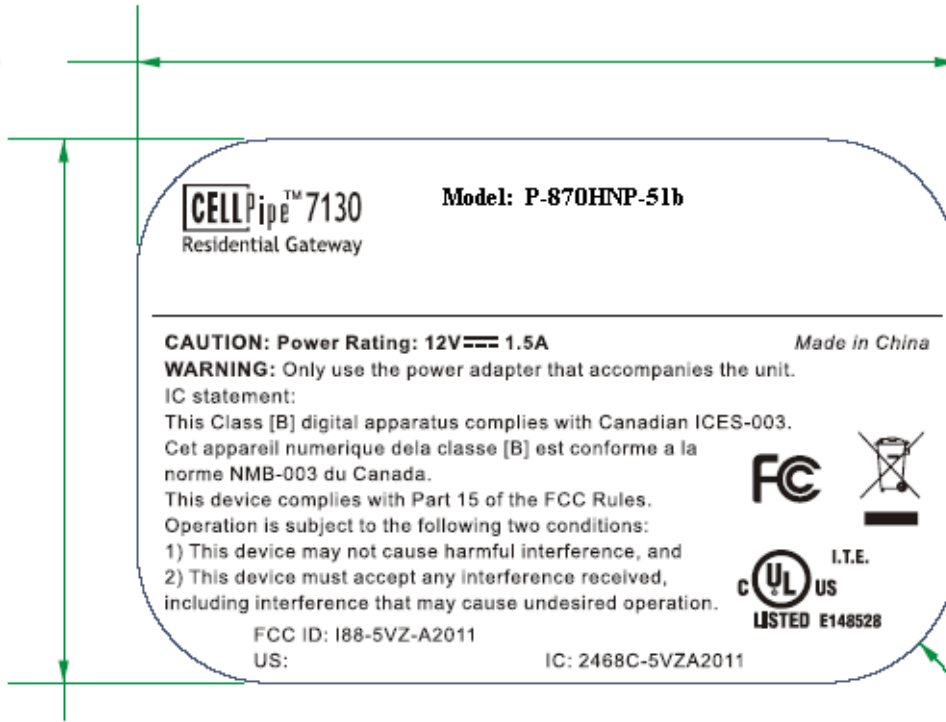 CELLPipe™ 7130
Residential Gateway
Model: P-870HNP-51b
CAUTION: Power Rating: 12V⎓ 1.5A
Made in China
WARNING: Only use the power adapter that accompanies the unit.
IC statement:
This Class [B] digital apparatus complies with Canadian ICES-003.
Cet appareil numerique dela classe [B] est conforme a la
norme NMB-003 du Canada.
This device complies with Part 15 of the FCC Rules.
Operation is subject to the following two conditions:
1) This device may not cause harmful interference, and
2) This device must accept any interference received,
including interference that may cause undesired operation.
FCC ID: I88-5VZ-A2011
US:
IC: 2468C-5VZA2011
FC
I.T.E.
C UL US
LISTED E148528